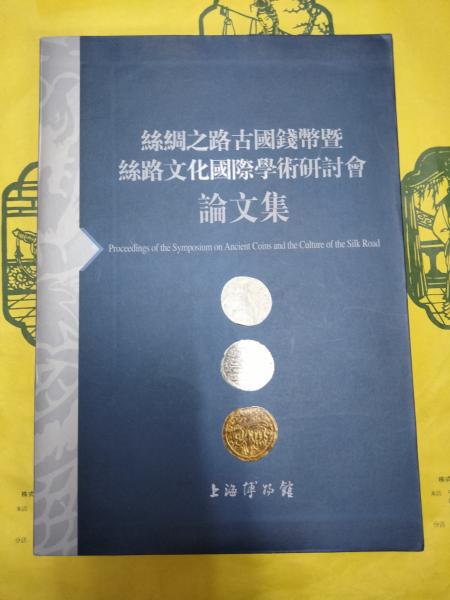 絲綢之路古國錢幣暨
絲路文化國際學術研討會
論文集
Proceedings of the Symposium on Ancient Coins and the Culture of the Silk Road
上海博物館